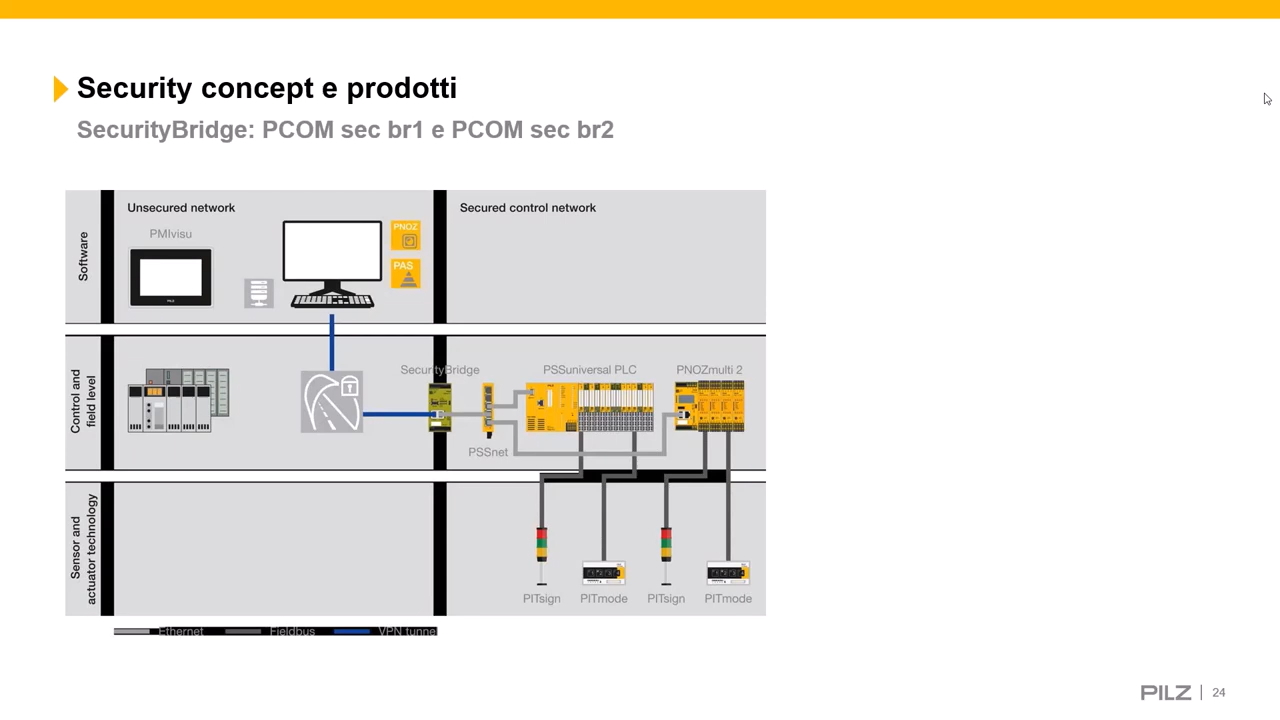 Security concept e prodotti
SecurityBridge: PCOM sec br1 e PCOM sec br2
Software
Unsecured network
Secured control network
PMIvisu
PNOZ
PAS
PILZ
Control and
field level
SecurityBridge
PSSuniversal PLC
PNOZmulti 2
PSSnet
Sensor and
actuator technology
PITsign
PITmode
PITsign
PITmode
Ethernet
Fieldbus
VPN tunnel
PILZ
24